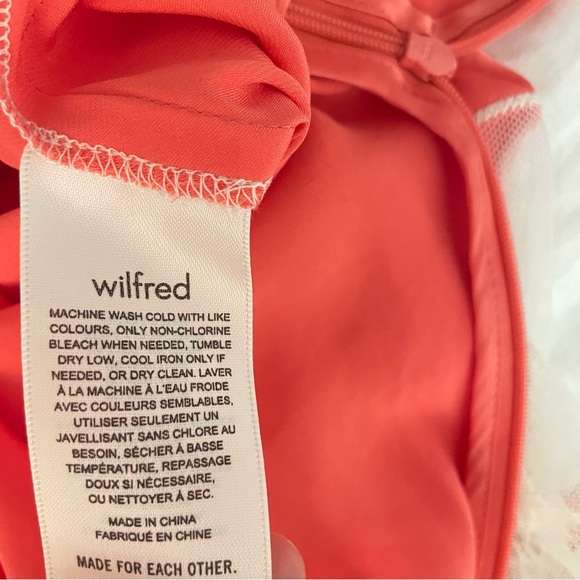 wilfred
MACHINE WASH COLD WITH LIKE
COLOURS, ONLY NON-CHLORINE
BLEACH WHEN NEEDED, TUMBLE
DRY LOW, COOL IRON ONLY IF
NEEDED, OR DRY CLEAN. LAVER
À LA MACHINE À L'EAU FROIDE
AVEC COULEURS SEMBLABLES,
UTILISER SEULEMENT UN
JAVELLISANT SANS CHLORE AU
BESOIN, SÉCHER À BASSE
TEMPÉRATURE, REPASSAGE
DOUX SI NÉCESSAIRE,
OU NETTOYER À SEC.
MADE IN CHINA
FABRIQUÉ EN CHINE
MADE FOR EACH OTHER.